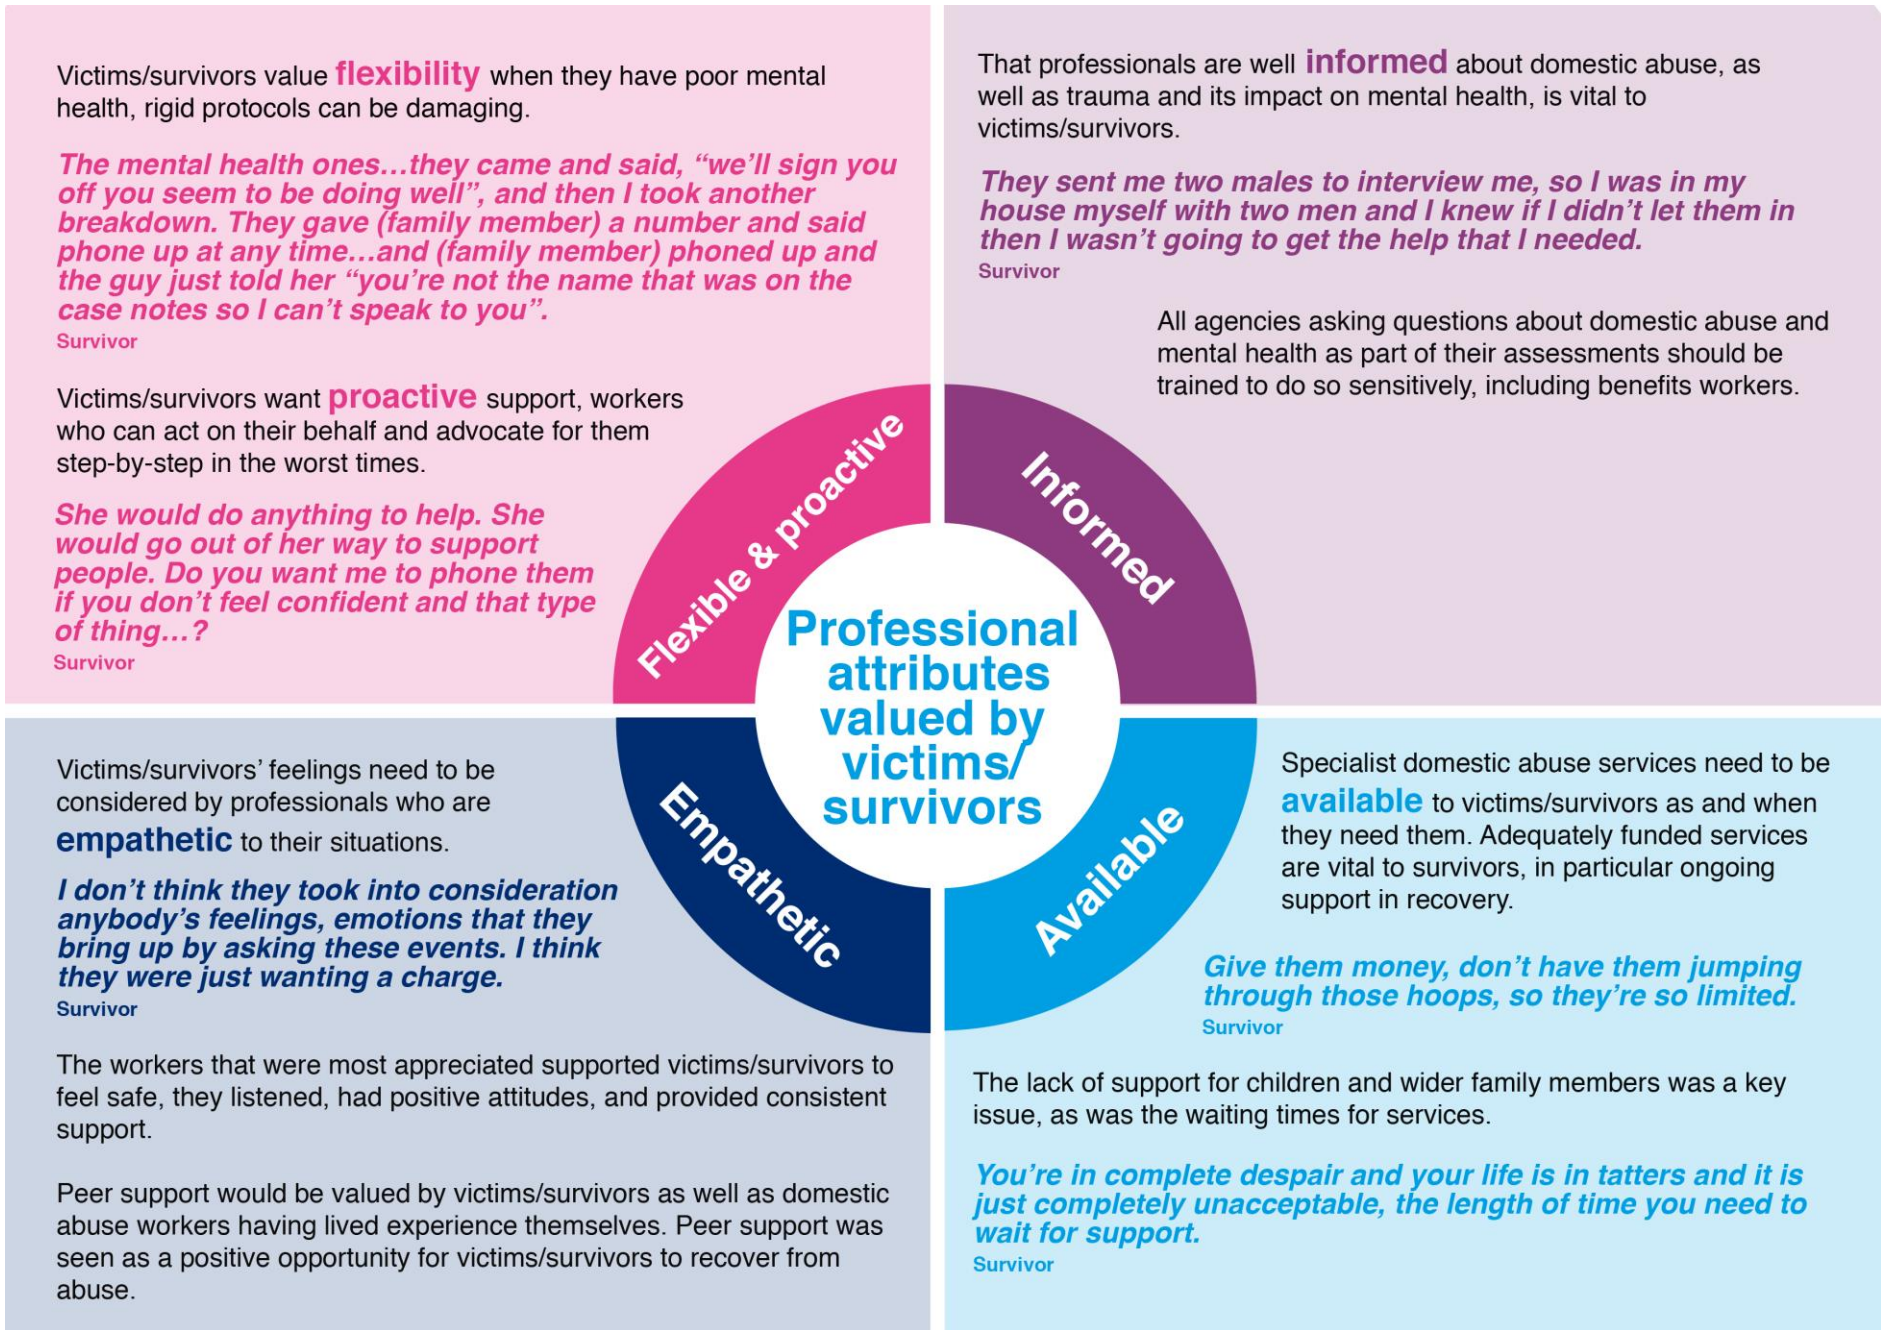 Victims/survivors value flexibility when they have poor mental
health, rigid protocols can be damaging.
The mental health ones...they came and said, “we’ll sign you
off you seem to be doing well”, and then I took another
breakdown. They gave (family member) a number and said
phone up at any time...and (family member) phoned up and
the guy just told her “you’re not the name that was on the
case notes so I can’t speak to you”.
Survivor
Victims/survivors want proactive support, workers
who can act on their behalf and advocate for them
step-by-step in the worst times.
She would do anything to help. She
would go out of her way to support
people. Do you want me to phone them
if you don’t feel confident and that type
of thing...?
Survivor
Flexible & proactive
That professionals are well informed about domestic abuse, as
well as trauma and its impact on mental health, is vital to
victims/survivors.
They sent me two males to interview me, so I was in my
house myself with two men and I knew if I didn’t let them in
then I wasn’t going to get the help that I needed.
Survivor
All agencies asking questions about domestic abuse and
mental health as part of their assessments should be
trained to do so sensitively, including benefits workers.
Informed
Professional
attributes
valued by
victims/
survivors
Victims/survivors’ feelings need to be
considered by professionals who are
empathetic to their situations.
I don’t think they took into consideration
anybody’s feelings, emotions that they
bring up by asking these events. I think
they were just wanting a charge.
Survivor
The workers that were most appreciated supported victims/survivors to
feel safe, they listened, had positive attitudes, and provided consistent
support.
Peer support would be valued by victims/survivors as well as domestic
abuse workers having lived experience themselves. Peer support was
seen as a positive opportunity for victims/survivors to recover from
abuse.
Empathetic
Available
Specialist domestic abuse services need to be
available to victims/survivors as and when
they need them. Adequately funded services
are vital to survivors, in particular ongoing
support in recovery.
Give them money, don’t have them jumping
through those hoops, so they’re so limited.
Survivor
The lack of support for children and wider family members was a key
issue, as was the waiting times for services.
You’re in complete despair and your life is in tatters and it is
just completely unacceptable, the length of time you need to
wait for support.
Survivor